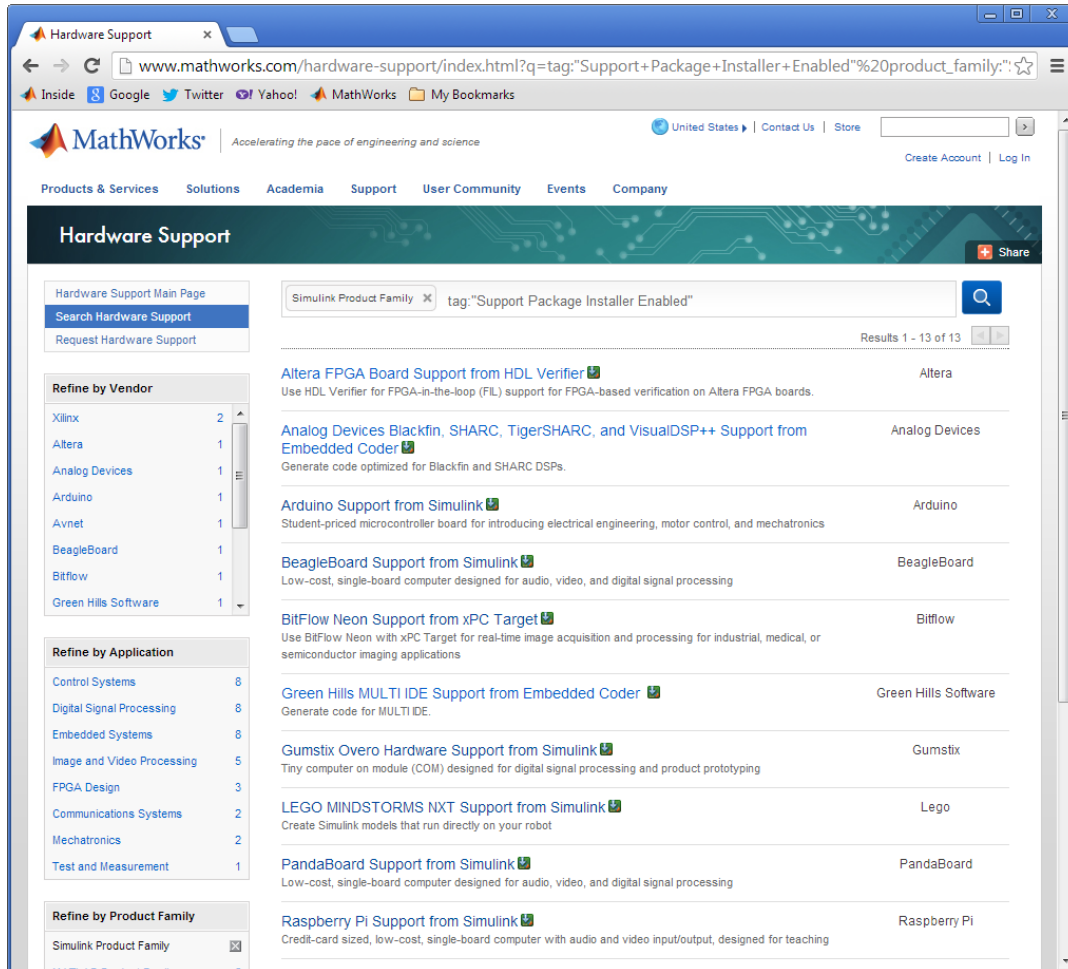 Hardware Support
www.mathworks.com/hardware-support/index.html?q=tag:"Support+Package+Installer+Enabled"%20product_family:"
Inside Google Twitter Yahoo! MathWorks My Bookmarks
MathWorks® Accelerating the pace of engineering and science
United States | Contact Us | Store
Create Account | Log In
Products & Services Solutions Academia Support User Community Events Company
Hardware Support
Share
Hardware Support Main Page
Search Hardware Support
Request Hardware Support
Refine by Vendor
Xilinx 2
Altera 1
Analog Devices 1
Arduino 1
Avnet 1
BeagleBoard 1
Bitflow 1
Green Hills Software 1
Refine by Application
Control Systems 8
Digital Signal Processing 8
Embedded Systems 8
Image and Video Processing 5
FPGA Design 3
Communications Systems 2
Mechatronics 2
Test and Measurement 1
Refine by Product Family
Simulink Product Family
Simulink Product Family tag:"Support Package Installer Enabled"
Results 1 - 13 of 13
Altera FPGA Board Support from HDL Verifier Altera
Use HDL Verifier for FPGA-in-the-loop (FIL) support for FPGA-based verification on Altera FPGA boards.
Analog Devices Blackfin, SHARC, TigerSHARC, and VisualDSP++ Support from Analog Devices
Embedded Coder
Generate code optimized for Blackfin and SHARC DSPs.
Arduino Support from Simulink Arduino
Student-priced microcontroller board for introducing electrical engineering, motor control, and mechatronics
BeagleBoard Support from Simulink BeagleBoard
Low-cost, single-board computer designed for audio, video, and digital signal processing
BitFlow Neon Support from xPC Target Bitflow
Use BitFlow Neon with xPC Target for real-time image acquisition and processing for industrial, medical, or
semiconductor imaging applications
Green Hills MULTI IDE Support from Embedded Coder Green Hills Software
Generate code for MULTI IDE.
Gumstix Overo Hardware Support from Simulink Gumstix
Tiny computer on module (COM) designed for digital signal processing and product prototyping
LEGO MINDSTORMS NXT Support from Simulink Lego
Create Simulink models that run directly on your robot
PandaBoard Support from Simulink PandaBoard
Low-cost, single-board computer designed for audio, video, and digital signal processing
Raspberry Pi Support from Simulink Raspberry Pi
Credit-card sized, low-cost, single-board computer with audio and video input/output, designed for teaching